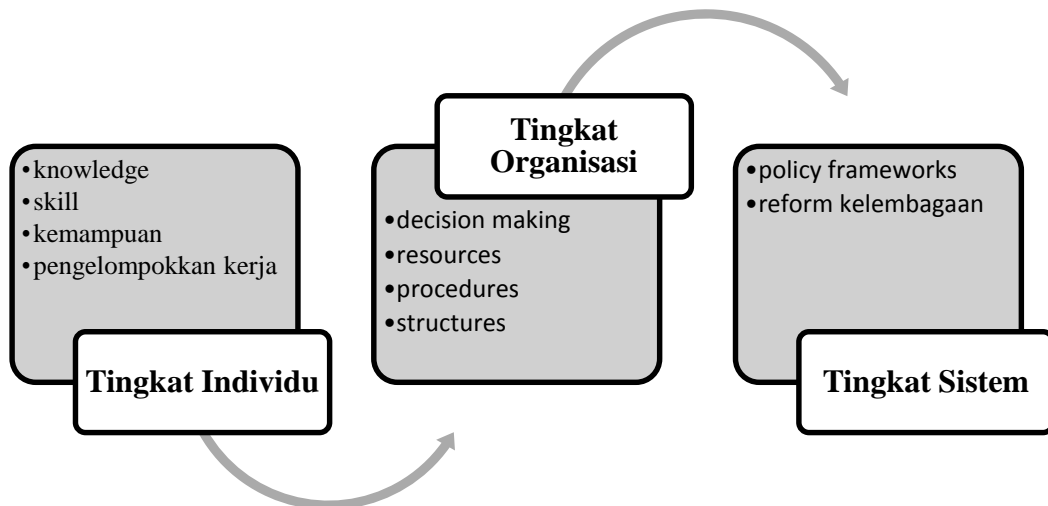 •knowledge
•skill
•kemampuan
•pengelompokkan kerja
Tingkat Individu
Tingkat
Organisasi
•decision making
•resources
•procedures
•structures
•policy frameworks
•reform kelembagaan
Tingkat Sistem